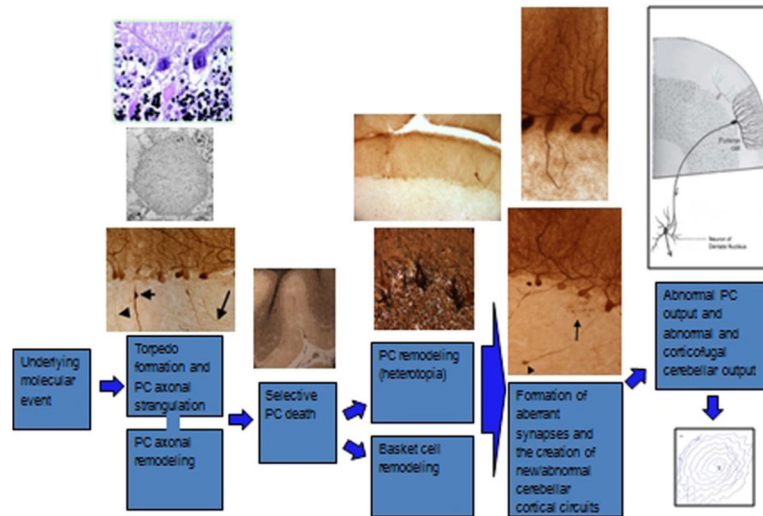 Purkinje
cell
Neuron of
Dentate Nucleus
Underlying
molecular
event
Torpedo
formation and
PC axonal
strangulation
PC axonal
remodeling
Selective
PC death
PC remodeling
(heterotopia)
Basket cell
remodeling
Formation of
aberrant
synapses and
the creation of
new/abnormal
cerebellar
cortical circuits
Abnormal PC
output and
abnormal and
corticofugal
cerebellar output